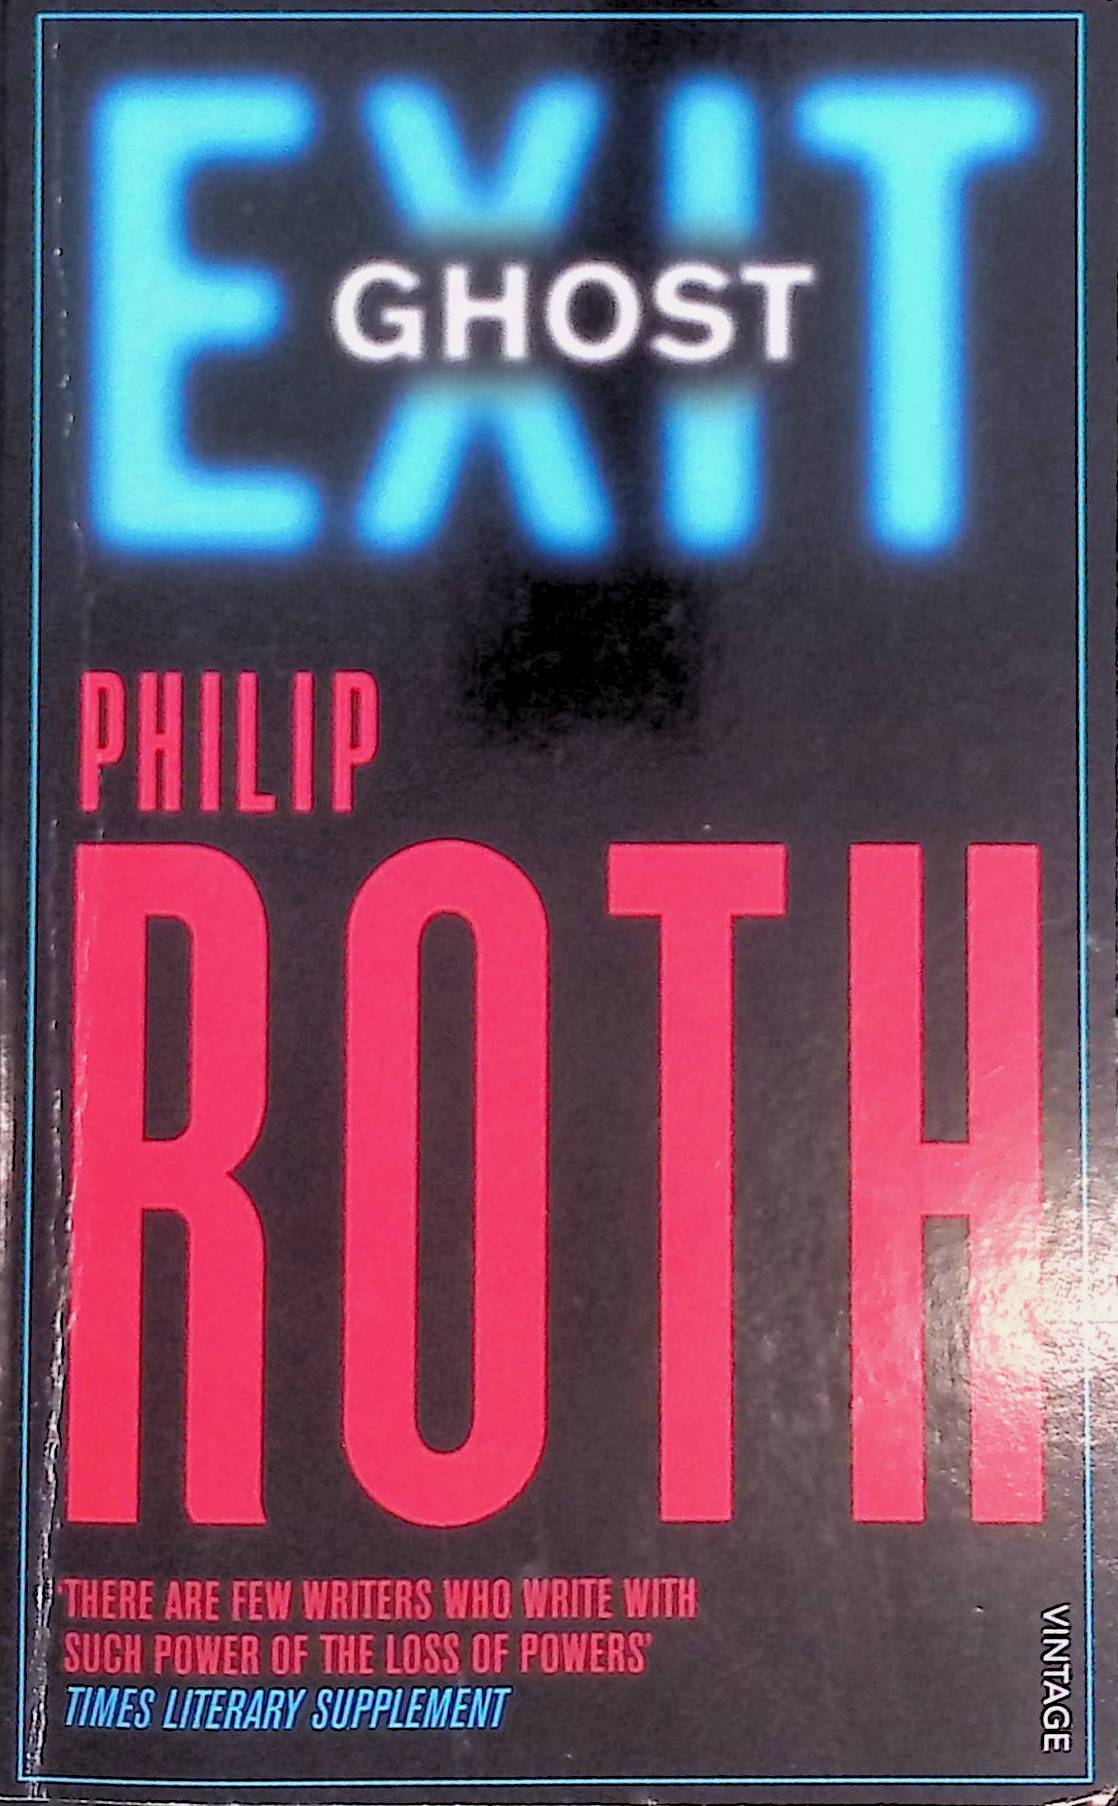 EXIT
GHOST
PHILIP
ROTH
'THERE ARE FEW WRITERS WHO WRITE WITH
SUCH POWER OF THE LOSS OF POWERS'
TIMES LITERARY SUPPLEMENT
VINTAGE